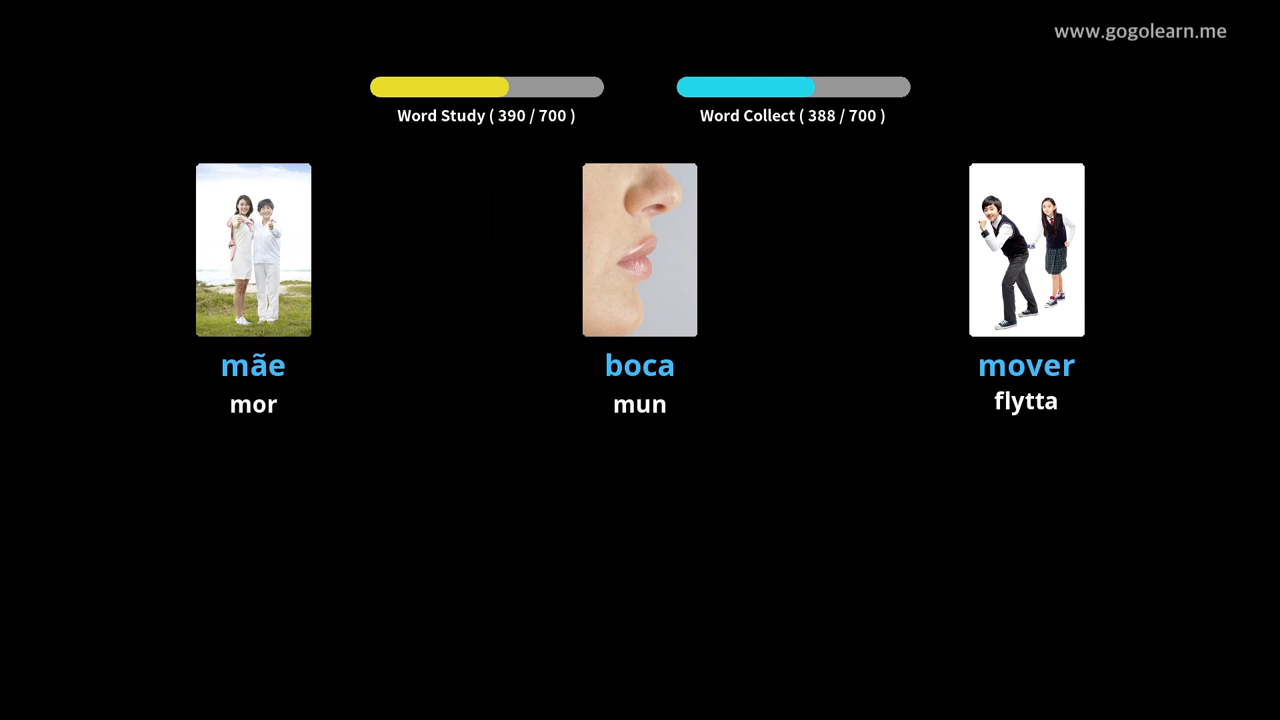 www.gogolearn.me
Word Study ( 390 / 700 )
Word Collect ( 388 / 700 )
mãe
mor
boca
mun
mover
flytta